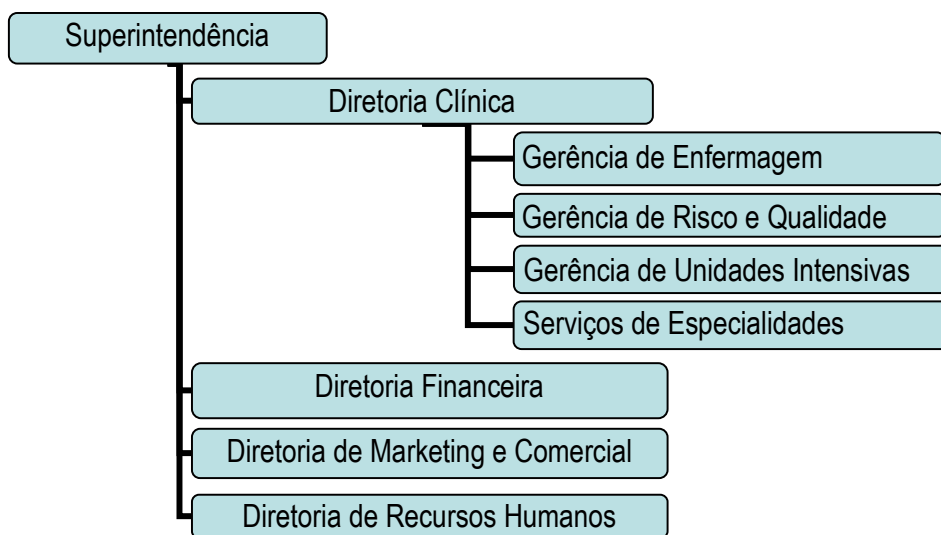 Superintendência
Diretoria Clínica
Gerência de Enfermagem
Gerência de Risco e Qualidade
Gerência de Unidades Intensivas
Serviços de Especialidades
Diretoria Financeira
Diretoria de Marketing e Comercial
Diretoria de Recursos Humanos